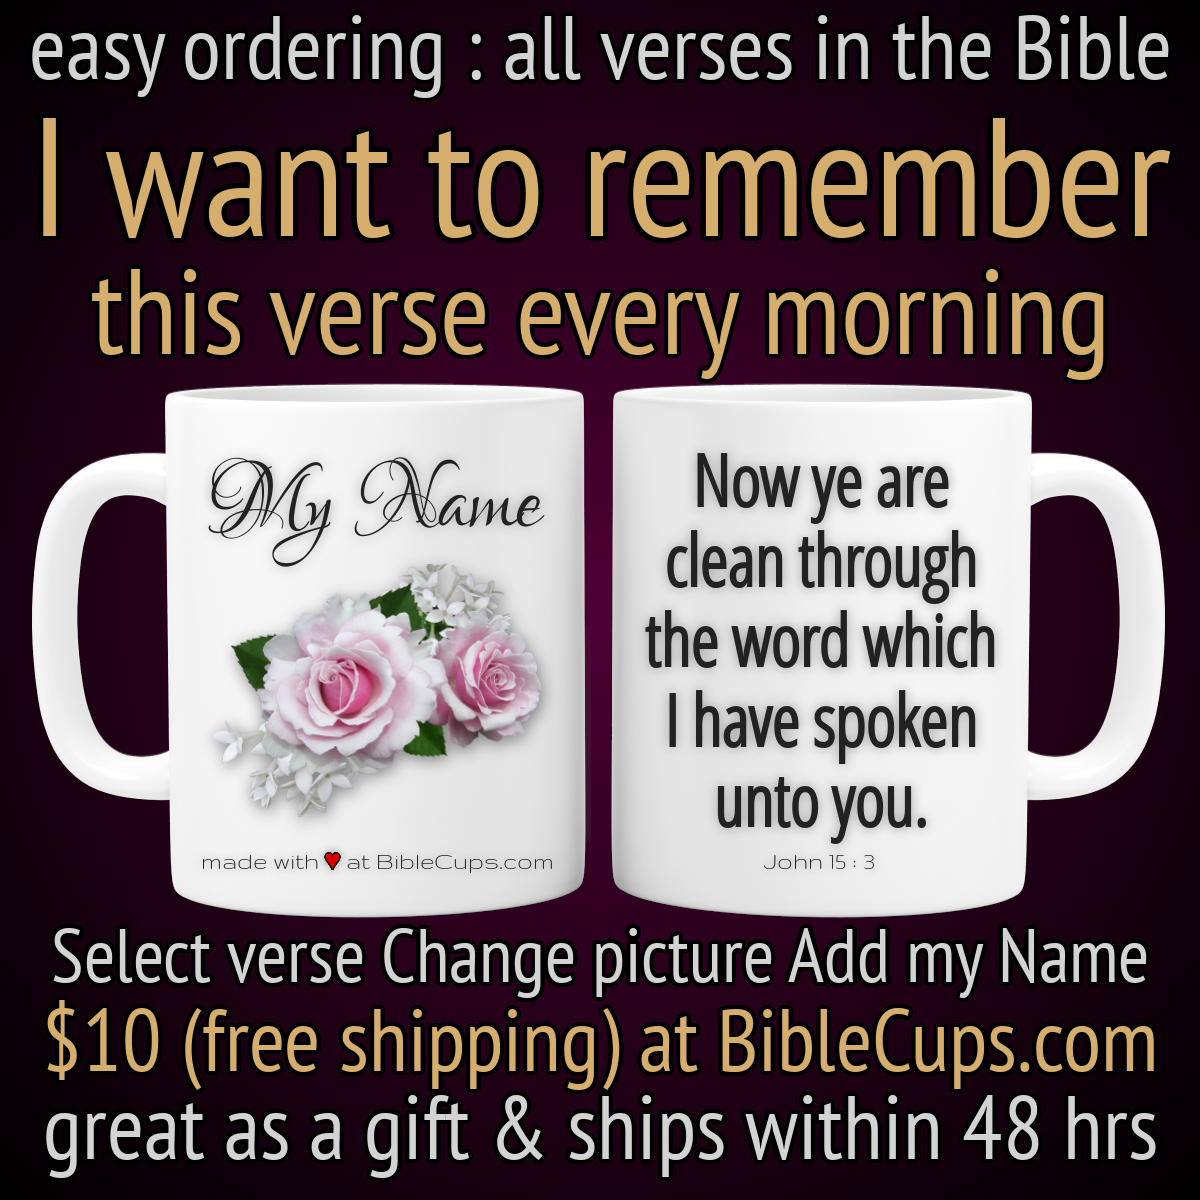 easy ordering : all verses in the Bible
I want to remember
this verse every morning
My Name
made with ❤ at BibleCups.com
Now ye are
clean through
the word which
I have spoken
unto you.
John 15 : 3
Select verse Change picture Add my Name
$10 (free shipping) at BibleCups.com
great as a gift & ships within 48 hrs